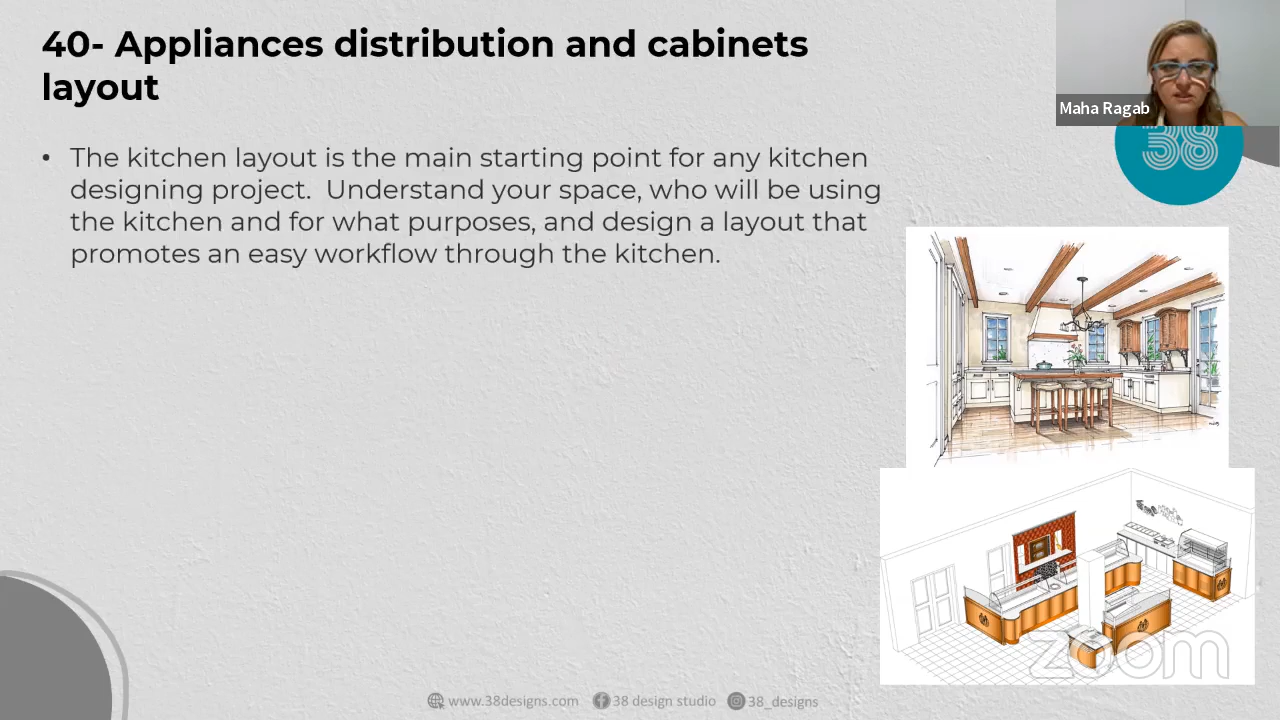 40- Appliances distribution and cabinets
layout
Maha Ragab
38
• The kitchen layout is the main starting point for any kitchen
designing project.  Understand your space, who will be using
the kitchen and for what purposes, and design a layout that
promotes an easy workflow through the kitchen.
zoom
www.38designs.com
38 design studio
38_designs